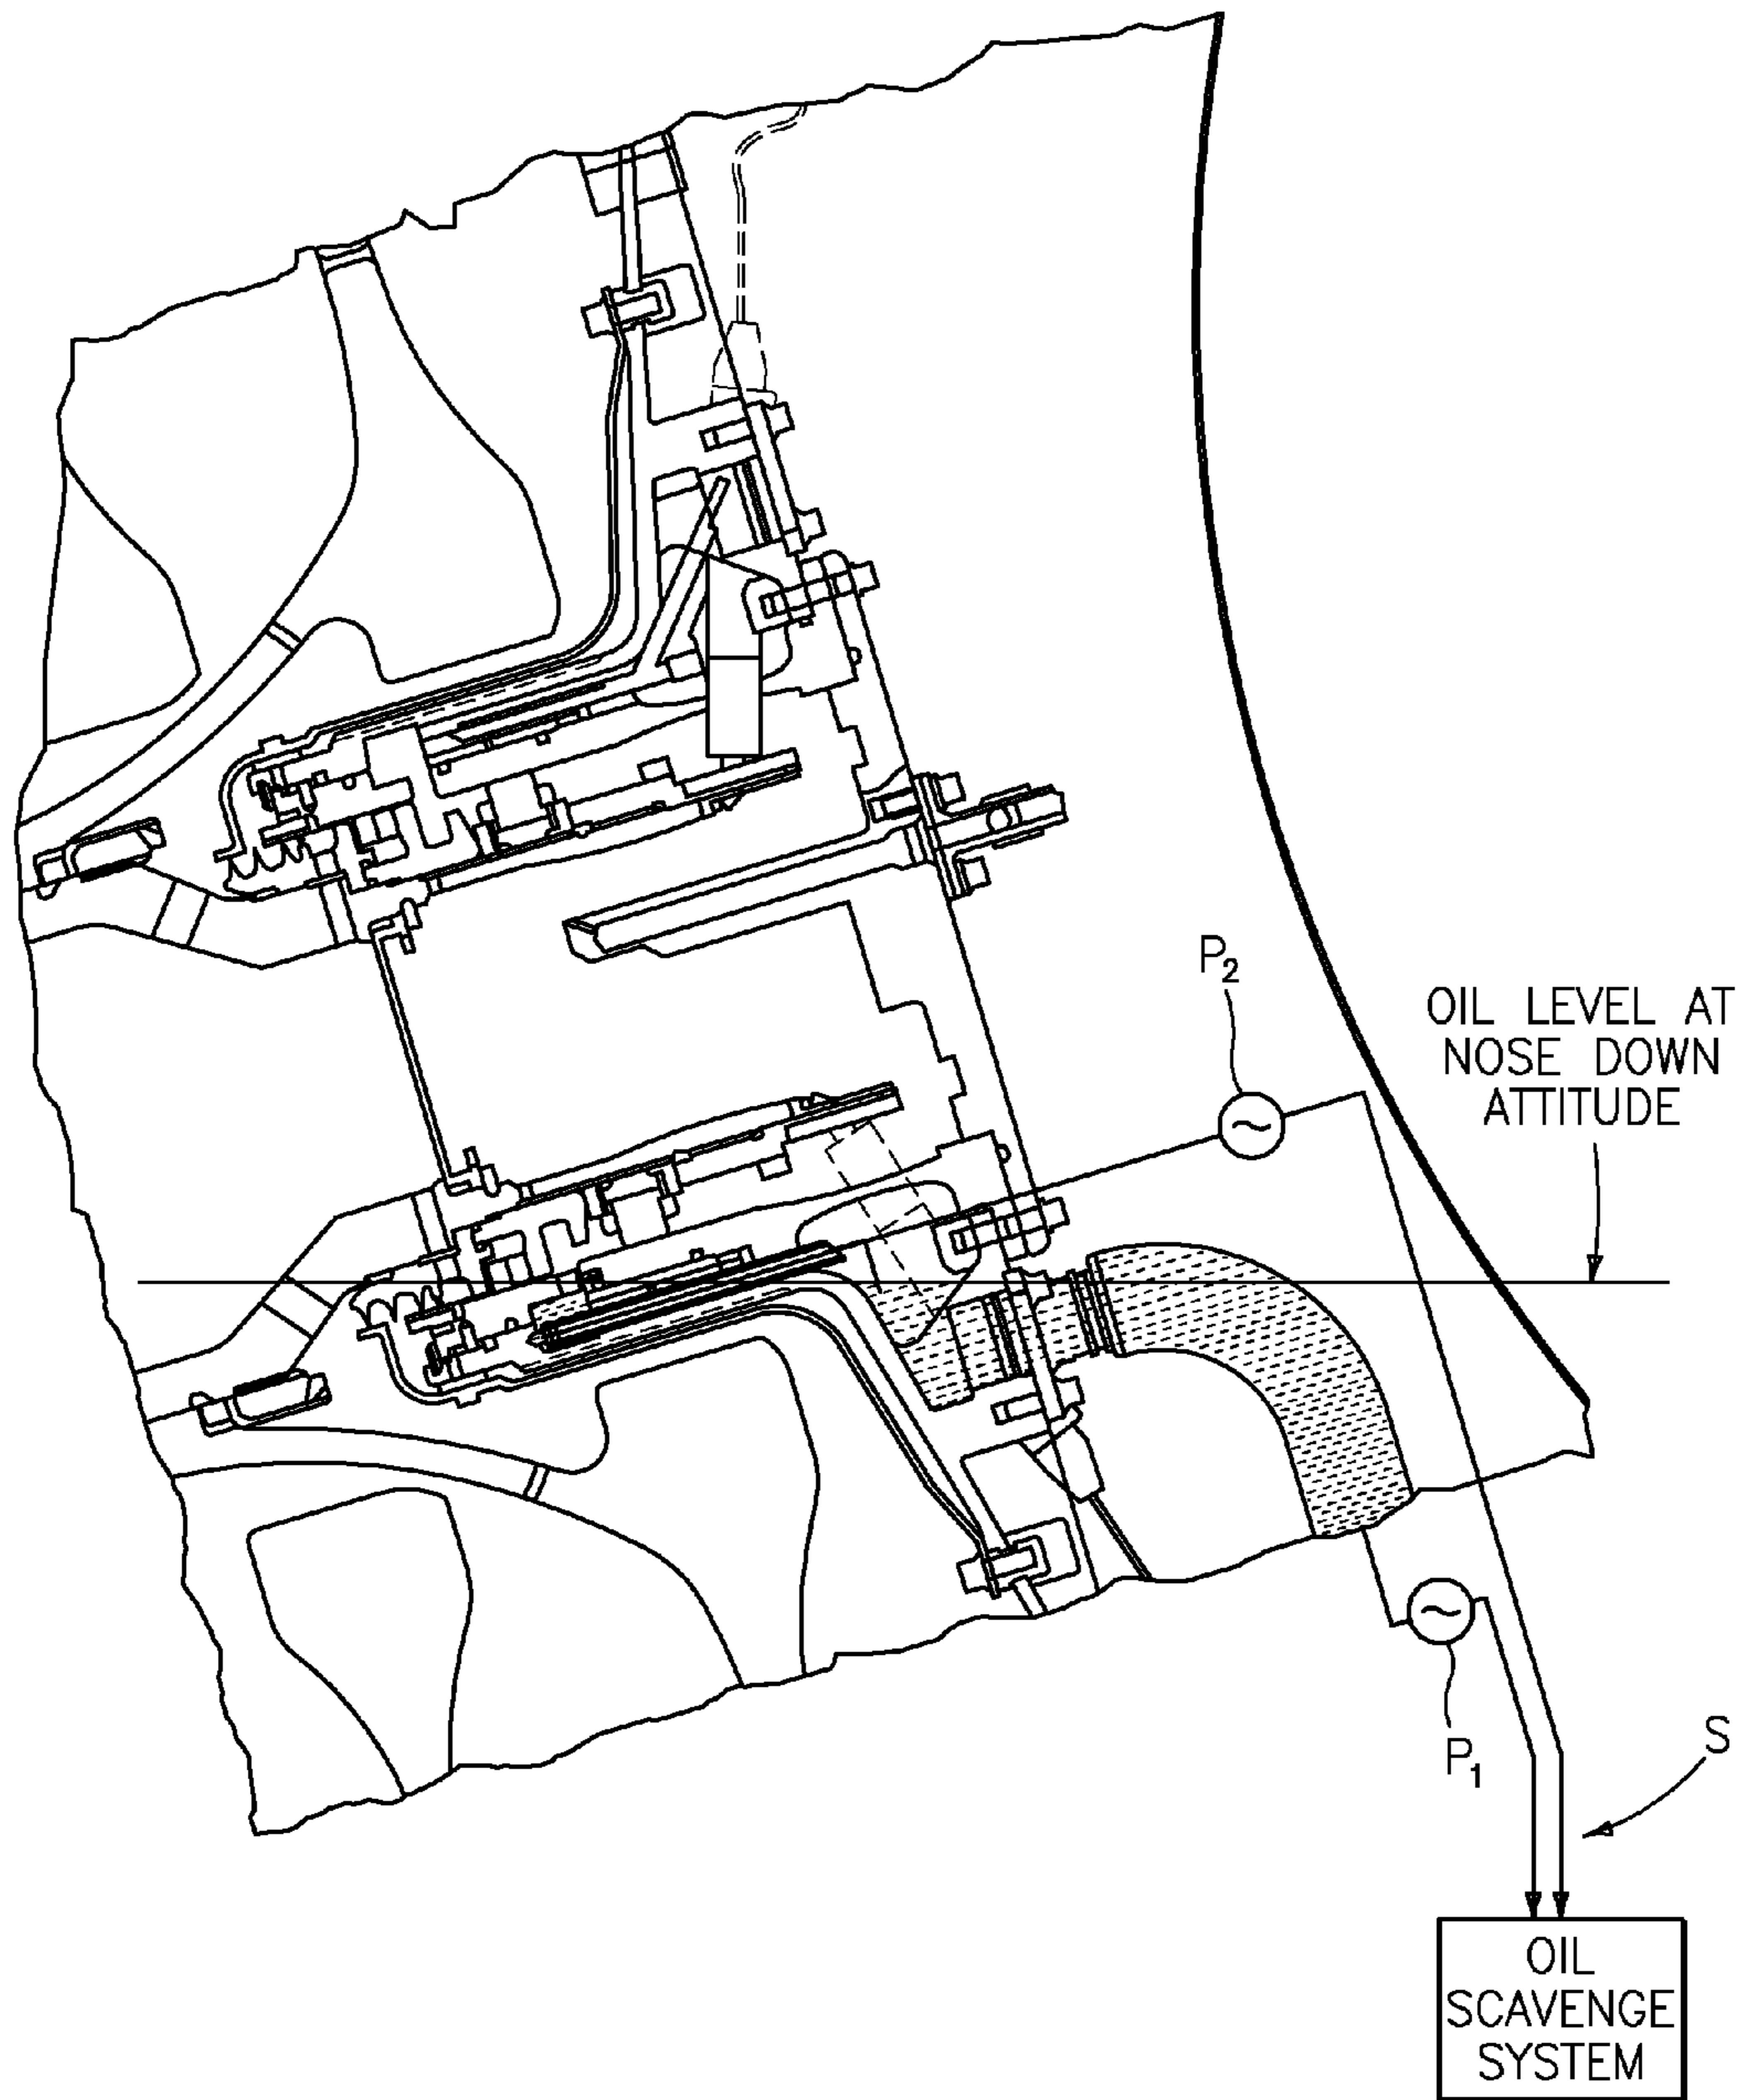 P2
OIL LEVEL AT
NOSE DOWN
ATTITUDE
P1
S
OIL
SCAVENGE
SYSTEM